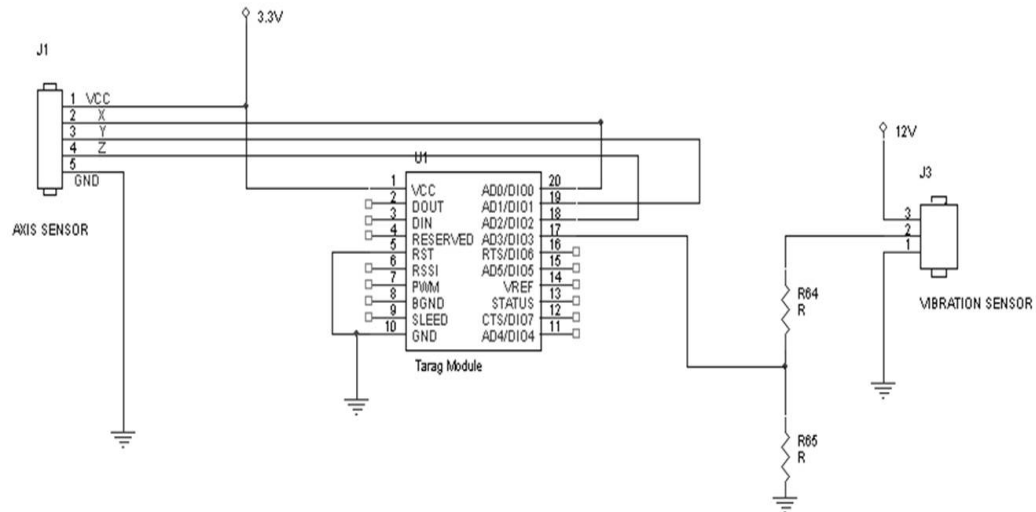 3.3V
J1
1 VCC
2 X
3 Y
4 Z
5
GND
AXIS SENSOR
U1
1 VCC AD0/DIO0 20
2 DOUT AD1/DIO1 19
3 DIN AD2/DIO2 18
4 RESERVED AD3/DIO3 17
5 RST RTS/DIO6 16
6 RSSI AD5/DIO5 15
7 PWM VREF 14
8 BGND STATUS 13
9 SLEED CTS/DIO7 12
10 GND AD4/DIO4 11
Tarag Module
12V
J3
3
2
1
VIBRATION SENSOR
R64
R
R65
R